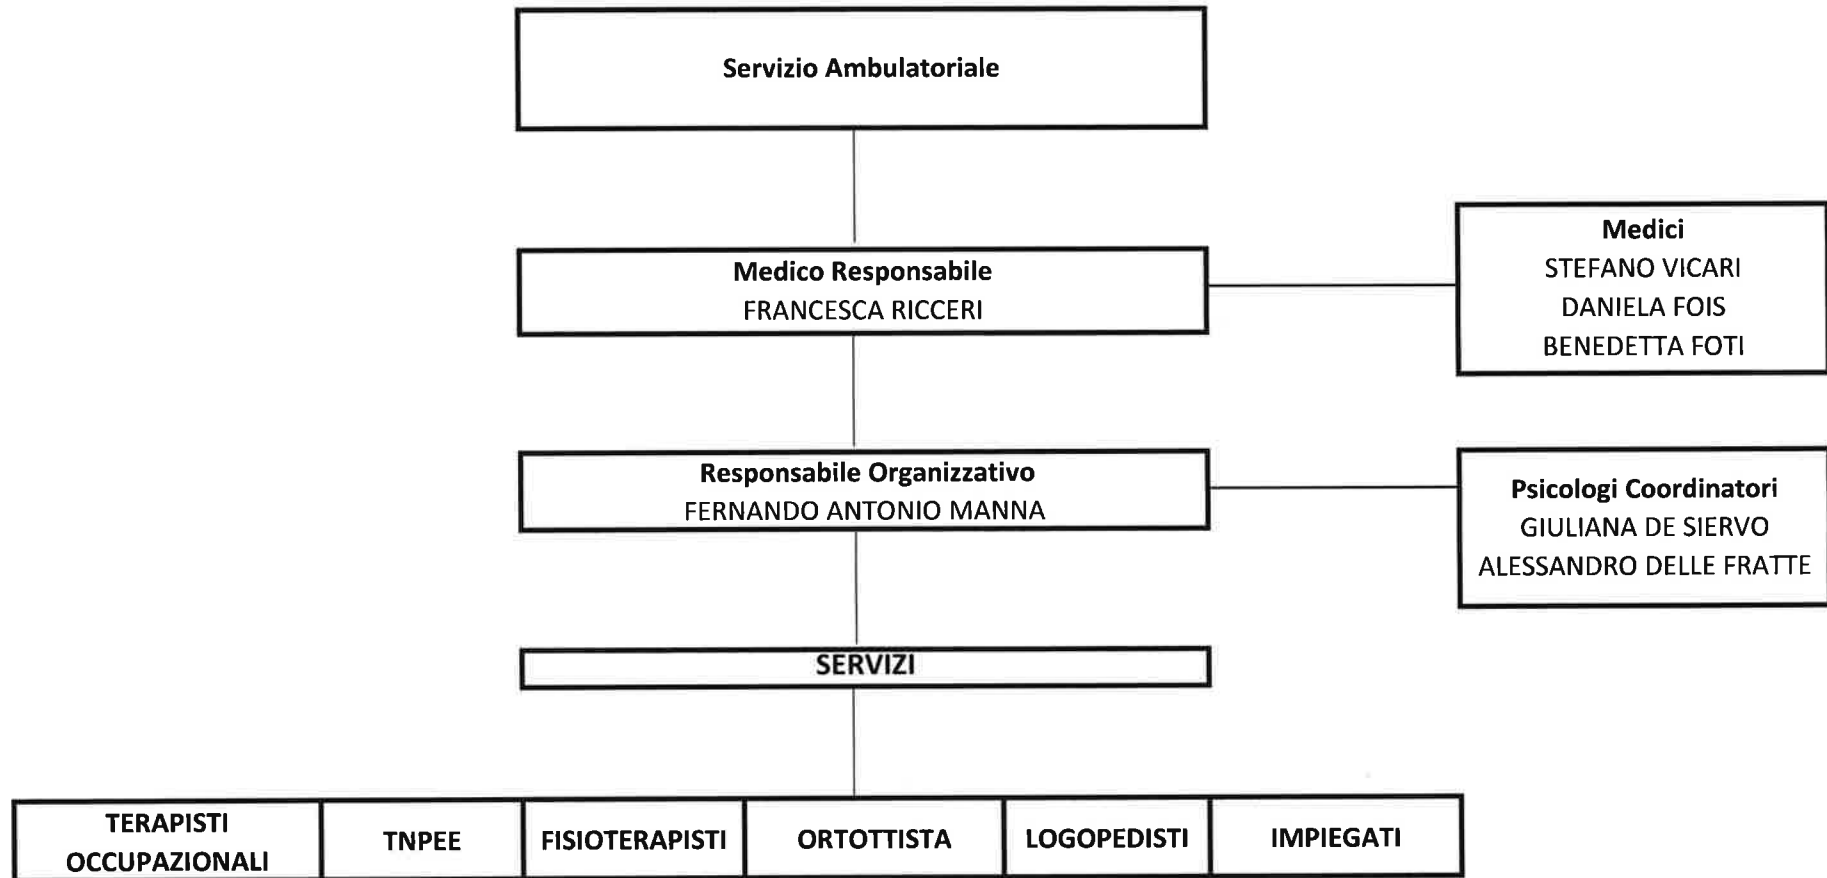 Servizio Ambulatoriale
Medico Responsabile
FRANCESCA RICCERI
Medici
STEFANO VICARI
DANIELA FOIS
BENEDETTA FOTI
Responsabile Organizzativo
FERNANDO ANTONIO MANNA
Psicologi Coordinatori
GIULIANA DE SIERVO
ALESSANDRO DELLE FRATTE
SERVIZI
TERAPISTI
OCCUPAZIONALI
TNPEE
FISIOTERAPISTI
ORTOTTISTA
LOGOPEDISTI
IMPIEGATI